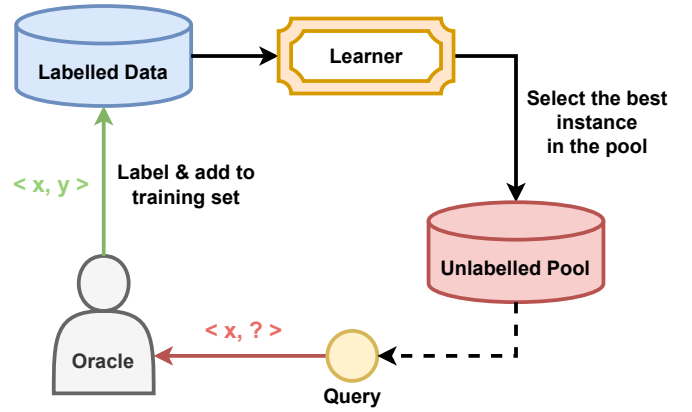 Labelled Data
Learner
Select the best
instance
in the pool
< x, y >
Label & add to
training set
Unlabelled Pool
< x, ? >
Oracle
Query